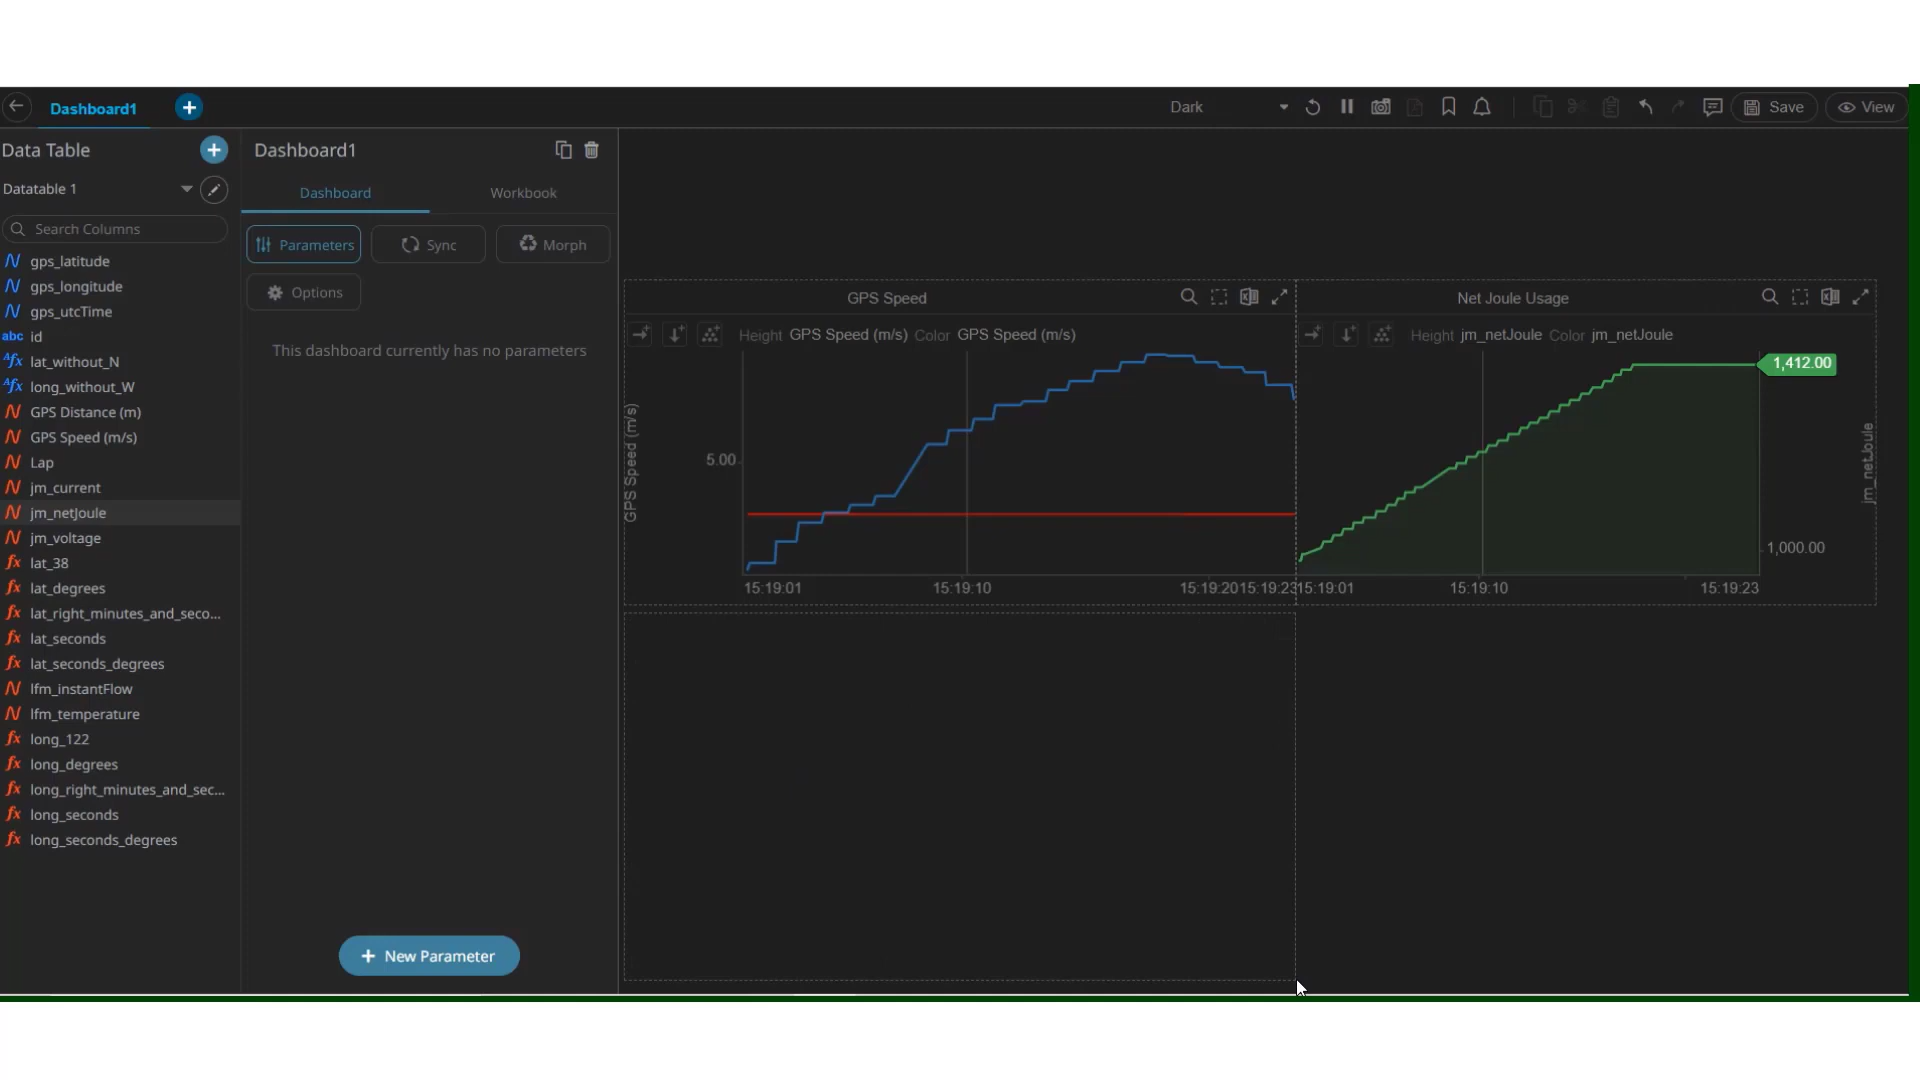 Dashboard1
Dark
Save
View
Data Table
Datatable 1
Search Columns
gps_latitude
gps_longitude
gps_utcTime
abc id
lat_without_N
long_without_W
GPS Distance (m)
GPS Speed (m/s)
Lap
jm_current
jm_netJoule
jm_voltage
lat_38
lat_degrees
lat_right_minutes_and_seco...
lat_seconds
lat_seconds_degrees
lfm_instantFlow
lfm_temperature
long_122
long_degrees
long_right_minutes_and_sec...
long_seconds
long_seconds_degrees
Dashboard1
Dashboard
Workbook
Parameters
Sync
Morph
Options
This dashboard currently has no parameters
New Parameter
GPS Speed
Height GPS Speed (m/s) Color GPS Speed (m/s)
GPS Speed (m/s)
5.00
15:19:01
15:19:10
15:19:20
15:19:23
Net Joule Usage
Height jm_netJoule Color jm_netJoule
1,412.00
1,000.00
jm_netJoule
15:19:01
15:19:10
15:19:23